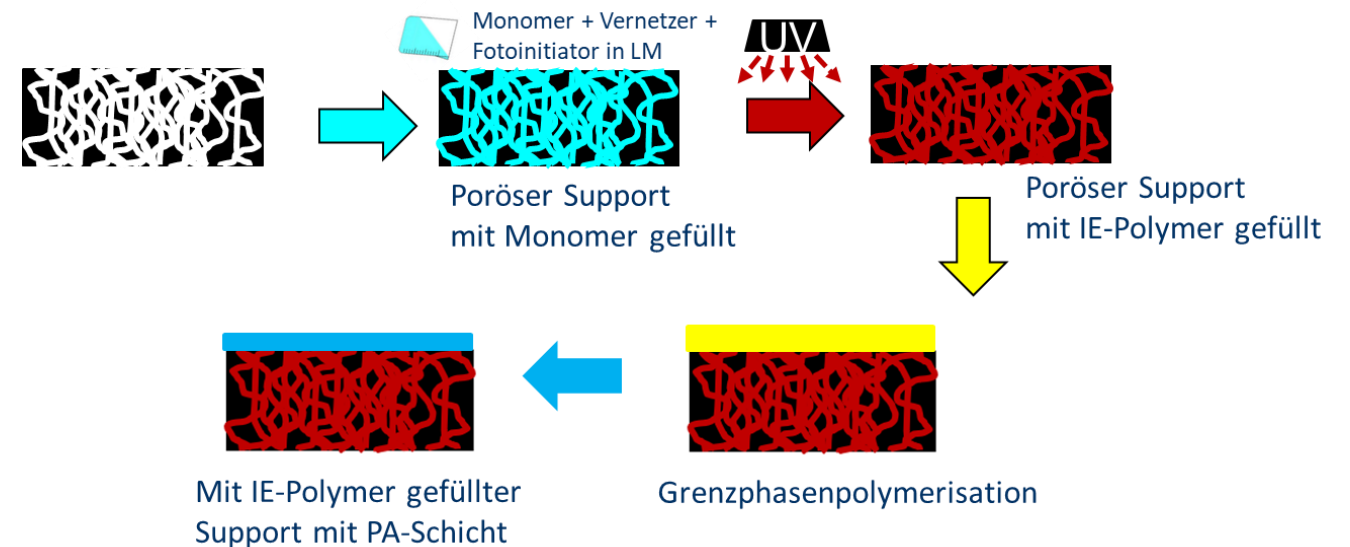 Monomer + Vernetzer +
Fotoinitiator in LM
UV
Poröser Support
mit Monomer gefüllt
Poröser Support
mit IE-Polymer gefüllt
Mit IE-Polymer gefüllter
Support mit PA-Schicht
Grenzphasenpolymerisation